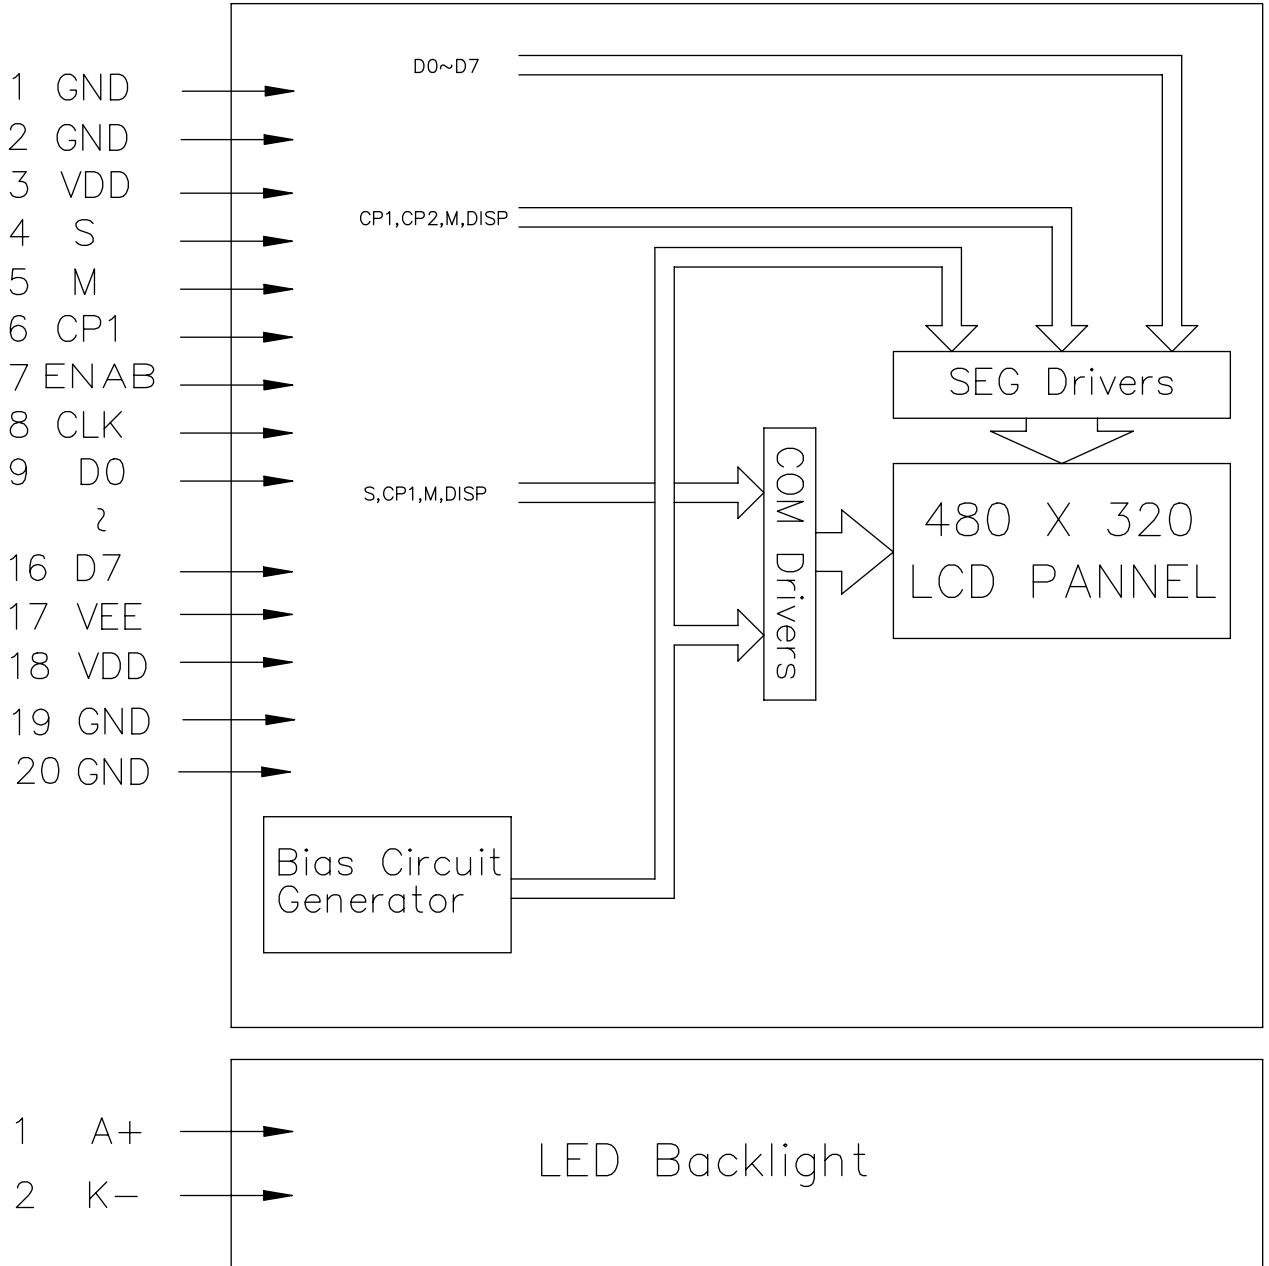 1 GND
2 GND
3 VDD
4 S
5 M
6 CP1
7 ENAB
8 CLK
9 D0
~
16 D7
17 VEE
18 VDD
19 GND
20 GND
D0~D7
CP1,CP2,M,DISP
S,CP1,M,DISP
SEG Drivers
COM Drivers
480 X 320
LCD PANNEL
Bias Circuit
Generator
1 A+
2 K-
LED Backlight